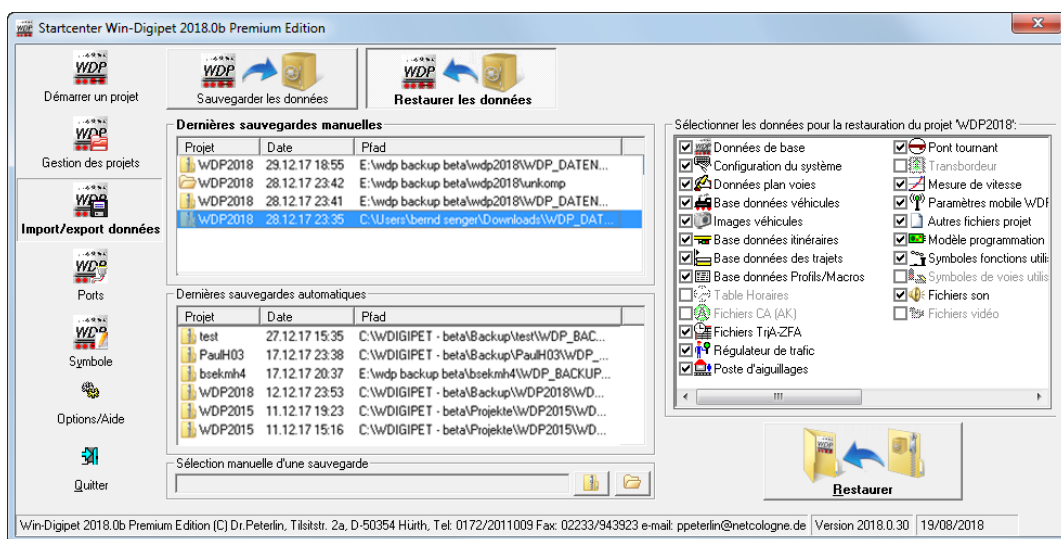 Startcenter Win-Digipet 2018.0b Premium Edition
WDP
Démarrer un projet
WDP
Gestion des projets
WDP
Import/export données
WDP
Ports
WDP
Symbole
Options/Aide
Quitter
WDP
Sauvegarder les données
WDP
Restaurer les données
Dernières sauvegardes manuelles
Projet Date Pfad
WDP2018 29.12.17 18:55 E:\wdp backup beta\wdp2018\WDP_DATEN...
WDP2018 28.12.17 23:42 E:\wdp backup beta\wdp2018\unkomp
WDP2018 28.12.17 23:41 E:\wdp backup beta\wdp2018\WDP_DATEN...
WDP2018 28.12.17 23:35 C:\Users\bernd senger\Downloads\WDP_DAT...
Dernières sauvegardes automatiques
Projet Date Pfad
test 27.12.17 15:35 C:\WDIGIPET - beta\Backup\test\WDP_BAC...
PaulH03 17.12.17 23:38 C:\WDIGIPET - beta\Backup\PaulH03\WDP_...
bsekmh4 17.12.17 20:37 E:\wdp backup beta\bsekmh4\WDP_BACKUP...
WDP2018 12.12.17 23:53 C:\WDIGIPET - beta\Backup\WDP2018\WD...
WDP2015 11.12.17 19:23 C:\WDIGIPET - beta\Projekte\WDP2015\WD...
WDP2015 11.12.17 15:16 C:\WDIGIPET - beta\Projekte\WDP2015\WD...
Sélection manuelle d'une sauvegarde
Sélectionner les données pour la restauration du projet 'WDP2018':
Données de base
Configuration du système
Données plan voies
Base données véhicules
Images véhicules
Base données itinéraires
Base données des trajets
Base données Profils/Macros
Table Horaires
Fichiers CA (AK)
Fichiers TrjA-ZFA
Régulateur de trafic
Poste d'aiguillages
Pont tournant
Transbordeur
Mesure de vitesse
Paramètres mobile WDF
Autres fichiers projet
Modèle programmation
Symboles fonctions utili
Symboles de voies utilis
Fichiers son
Fichiers vidéo
WDP
Restaurer
Win-Digipet 2018.0b Premium Edition (C) Dr.Peterlin, Tilsitstr. 2a, D-50354 Hürth, Tel: 0172/2011009 Fax: 02233/943923 e-mail: ppeterlin@netcologne.de Version 2018.0.30 19/08/2018